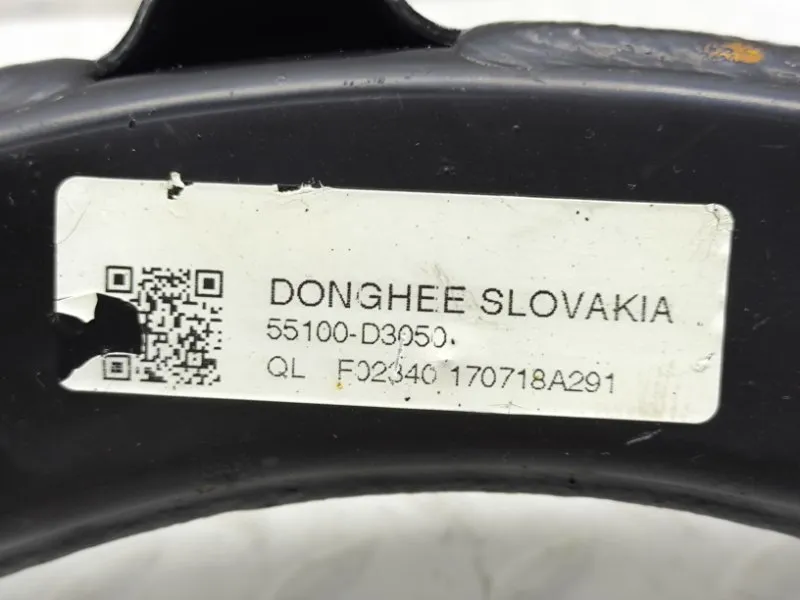 DONGHEE SLOVAKIA
55100-D3050
QL F02340 170718A291